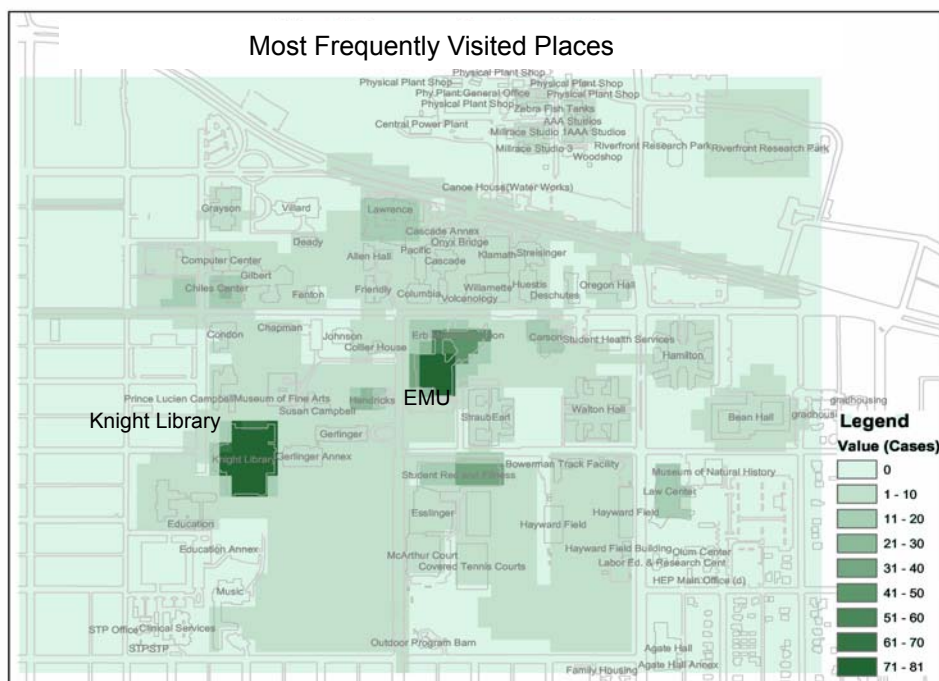 Most Frequently Visited Places
Physical Plant Shop
Physical Plant Shop
Physical Plant Shop
Phy.Plant General Office
Physical Plant Shop
Physical Plant Shop
Zebra Fish Tanks
Central Power Plant
AAA Studios
Millrace Studio 1AAA Studios
Millrace Studio 3
Riverfront Research Park
Riverfront Research Park
Woodshop
Canoe House(Water Works)
Grayson
Villard
Lawrence
Cascade Annex
Deady
Onyx Bridge
Allen Hall
Pacific
Klamath
Streisinger
Computer Center
Cascade
Gilbert
Chiles Center
Fenton
Friendly
Columbia
Willamette
Huestis
Oregon Hall
Volcanology
Deschutes
Condon
Chapman
Johnson
Erb
Carson
Student Health Services
Collier House
Hamilton
Prince Lucien Campbell
Museum of Fine Arts
Hendricks
EMU
Susan Campbell
Straub
Earl
Walton Hall
Bean Hall
gradhousing
gradhousing
Knight Library
Gerlinger
Legend
Value (Cases)
Knight Library
Gerlinger Annex
Bowerman Track Facility
Student Rec and Fitness
Museum of Natural History
Law Center
0
1 - 10
11 - 20
21 - 30
31 - 40
41 - 50
51 - 60
61 - 70
71 - 81
Education
Esslinger
Hayward Field
Hayward Field
Education Annex
McArthur Court
Hayward Field Building
Olum Center
Covered Tennis Courts
Labor Ed. & Research Cent
HEP Main Office (d)
Music
STP Office
Clinical Services
STPSTP
Outdoor Program Barn
Agate Hall
Family Housing
Agate Hall Annex